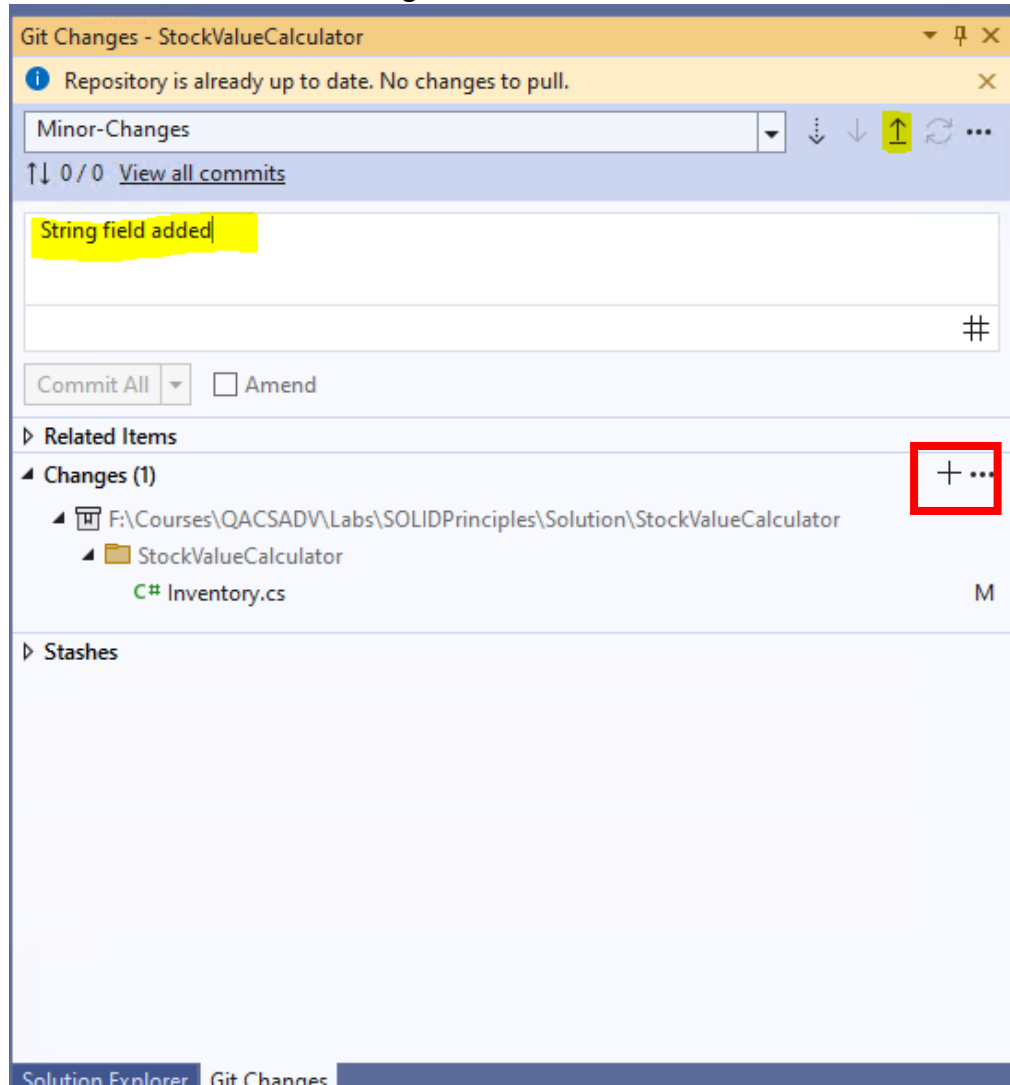 Git Changes - StockValueCalculator
Repository is already up to date. No changes to pull.
Minor-Changes
0 / 0 View all commits
String field added
#
Commit All Amend
Related Items
Changes (1)
F:\Courses\QACSADV\Labs\SOLIDPrinciples\Solution\StockValueCalculator
StockValueCalculator
C# Inventory.cs M
Stashes
Solution Explorer Git Changes